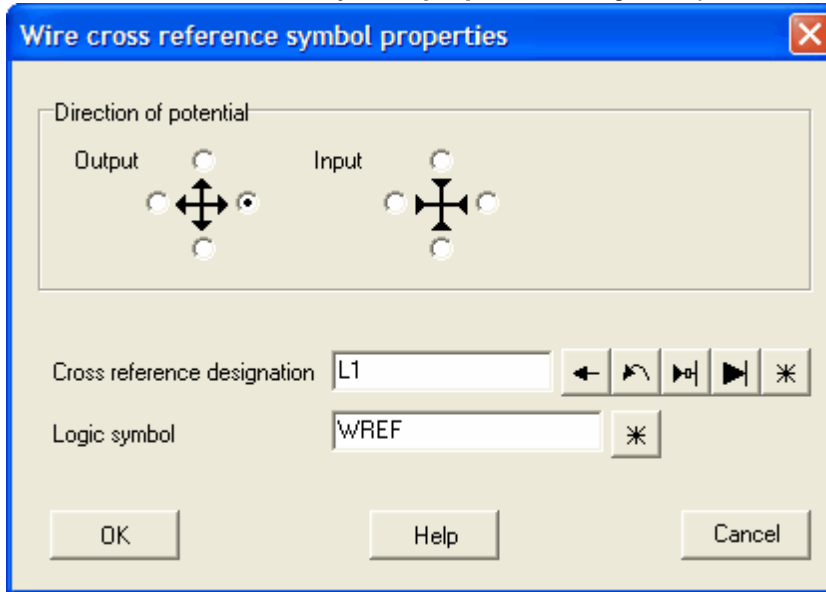 Wire cross reference symbol properties
Direction of potential
Output Input
Cross reference designation L1
Logic symbol WREF
OK Help Cancel